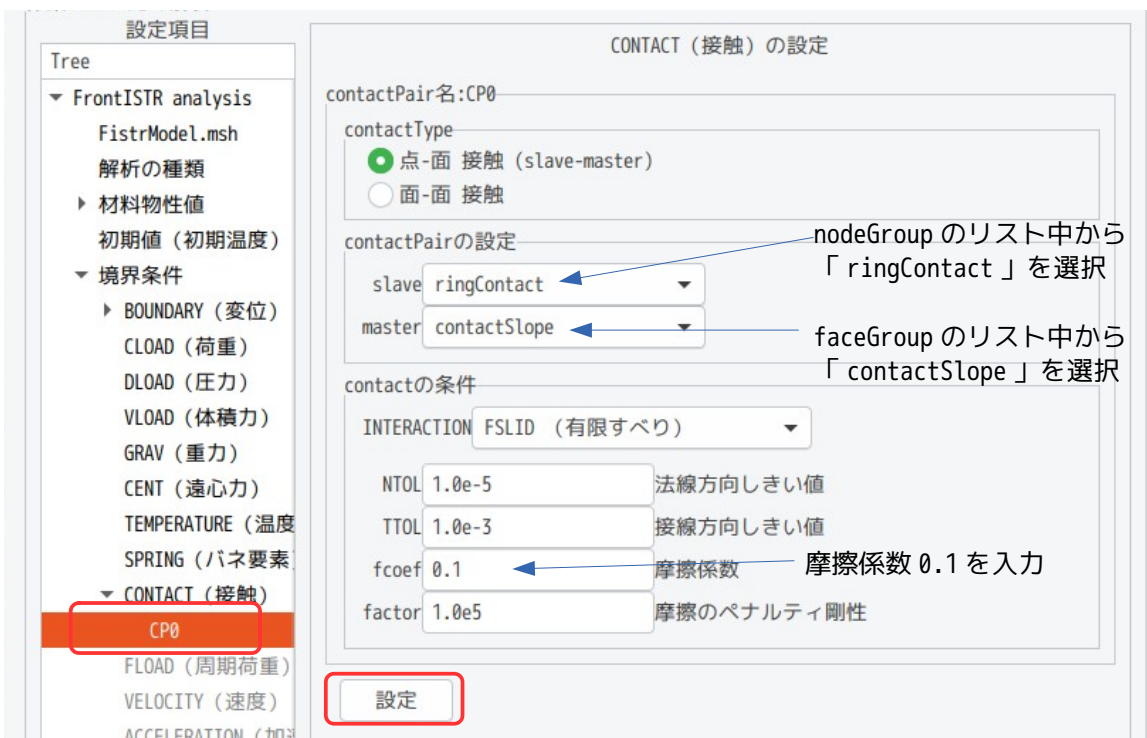 設定項目
Tree
FrontISTR analysis
FistrModel.msh
解析の種類
材料物性値
初期値 (初期温度)
境界条件
BOUNDARY (変位)
CLOAD (荷重)
DLOAD (圧力)
VLOAD (体積力)
GRAV (重力)
CENT (遠心力)
TEMPERATURE (温度
SPRING (バネ要素
CONTACT (接触)
CP0
FLOAD (周期荷重)
VELOCITY (速度)
ACCELERATION (加速
CONTACT (接触) の設定
contactPair名:CP0
contactType
点-面 接触 (slave-master)
面-面 接触
contactPairの設定
slave ringContact
master contactSlope
nodeGroup のリスト中から
「 ringContact 」を選択
faceGroup のリスト中から
「 contactSlope 」を選択
contactの条件
INTERACTION FSLID (有限すべり)
NTOL 1.0e-5 法線方向しきい値
TTOL 1.0e-3 接線方向しきい値
fcoef 0.1 摩擦係数
摩擦係数 0.1 を入力
factor 1.0e5 摩擦のペナルティ剛性
設定